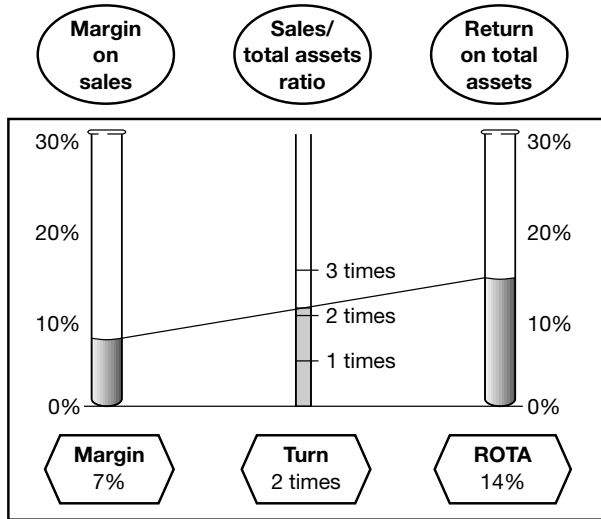 Margin
on
sales
Sales/
total assets
ratio
Return
on total
assets
30%
30%
20%
20%
3 times
10%
2 times
10%
1 times
0%
0%
Margin
7%
Turn
2 times
ROTA
14%